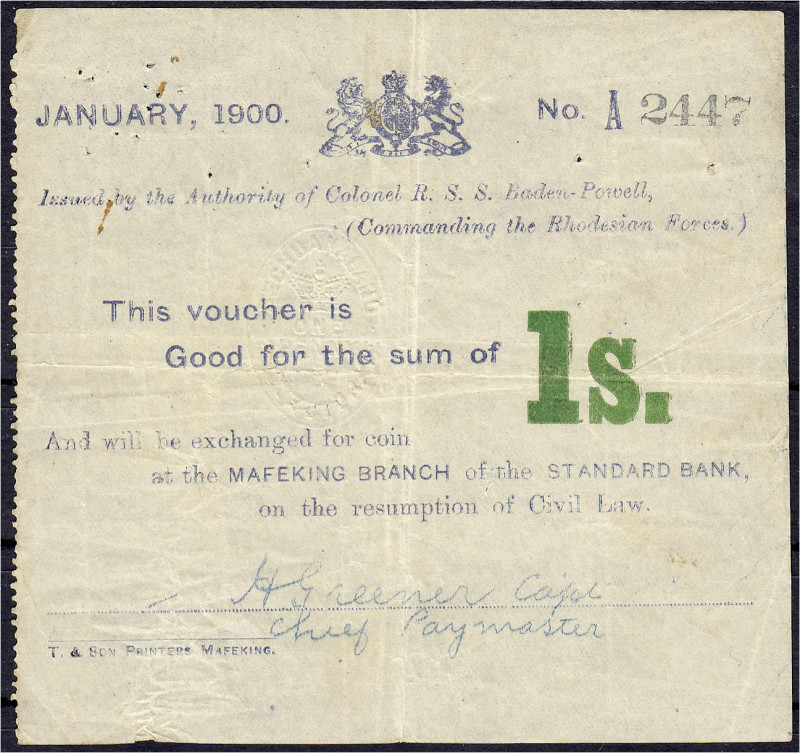 JANUARY, 1900.
No. A 2447
Issued by the Authority of Colonel R. S. S. Baden-Powell,
(Commanding the Rhodesian Forces.)
This voucher is
Good for the sum of 1s.
And will be exchanged for coin
at the MAFEKING BRANCH of the STANDARD BANK,
on the resumption of Civil Law.
H Greener Capt
Chief Paymaster
T. & SON PRINTERS MAFEKING.